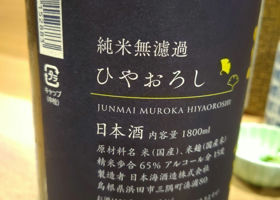 純米無濾過
ひやおろし
JUNMAI MUROKA HIYAOROSHI
日本酒 内容量 1800ml
原材料名 米(国産)、米麹(国産米)
精米歩合 65% アルコール分 15度
製造者 日本海酒造株式会社
島根県浜田市三隅町湊浦80
キャップ